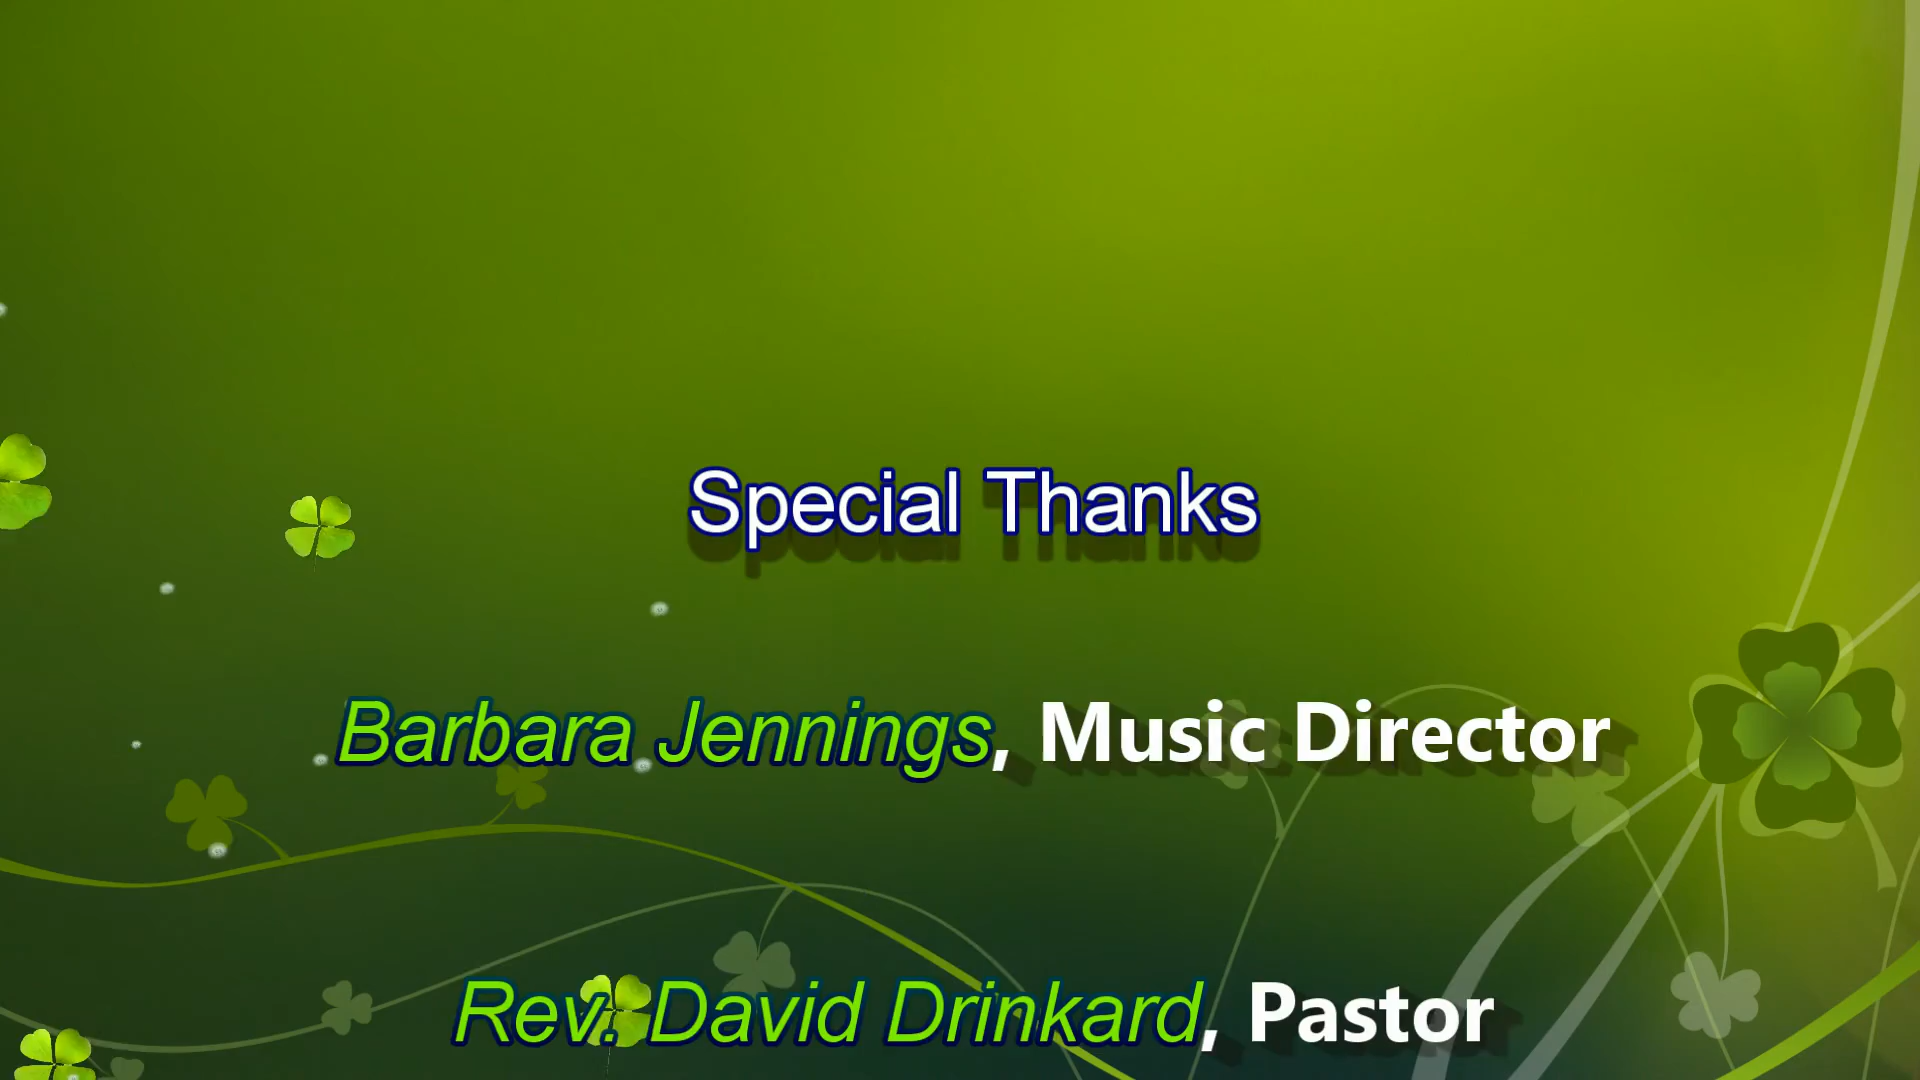 Special Thanks
Barbara Jennings, Music Director
Rev. David Drinkard, Pastor